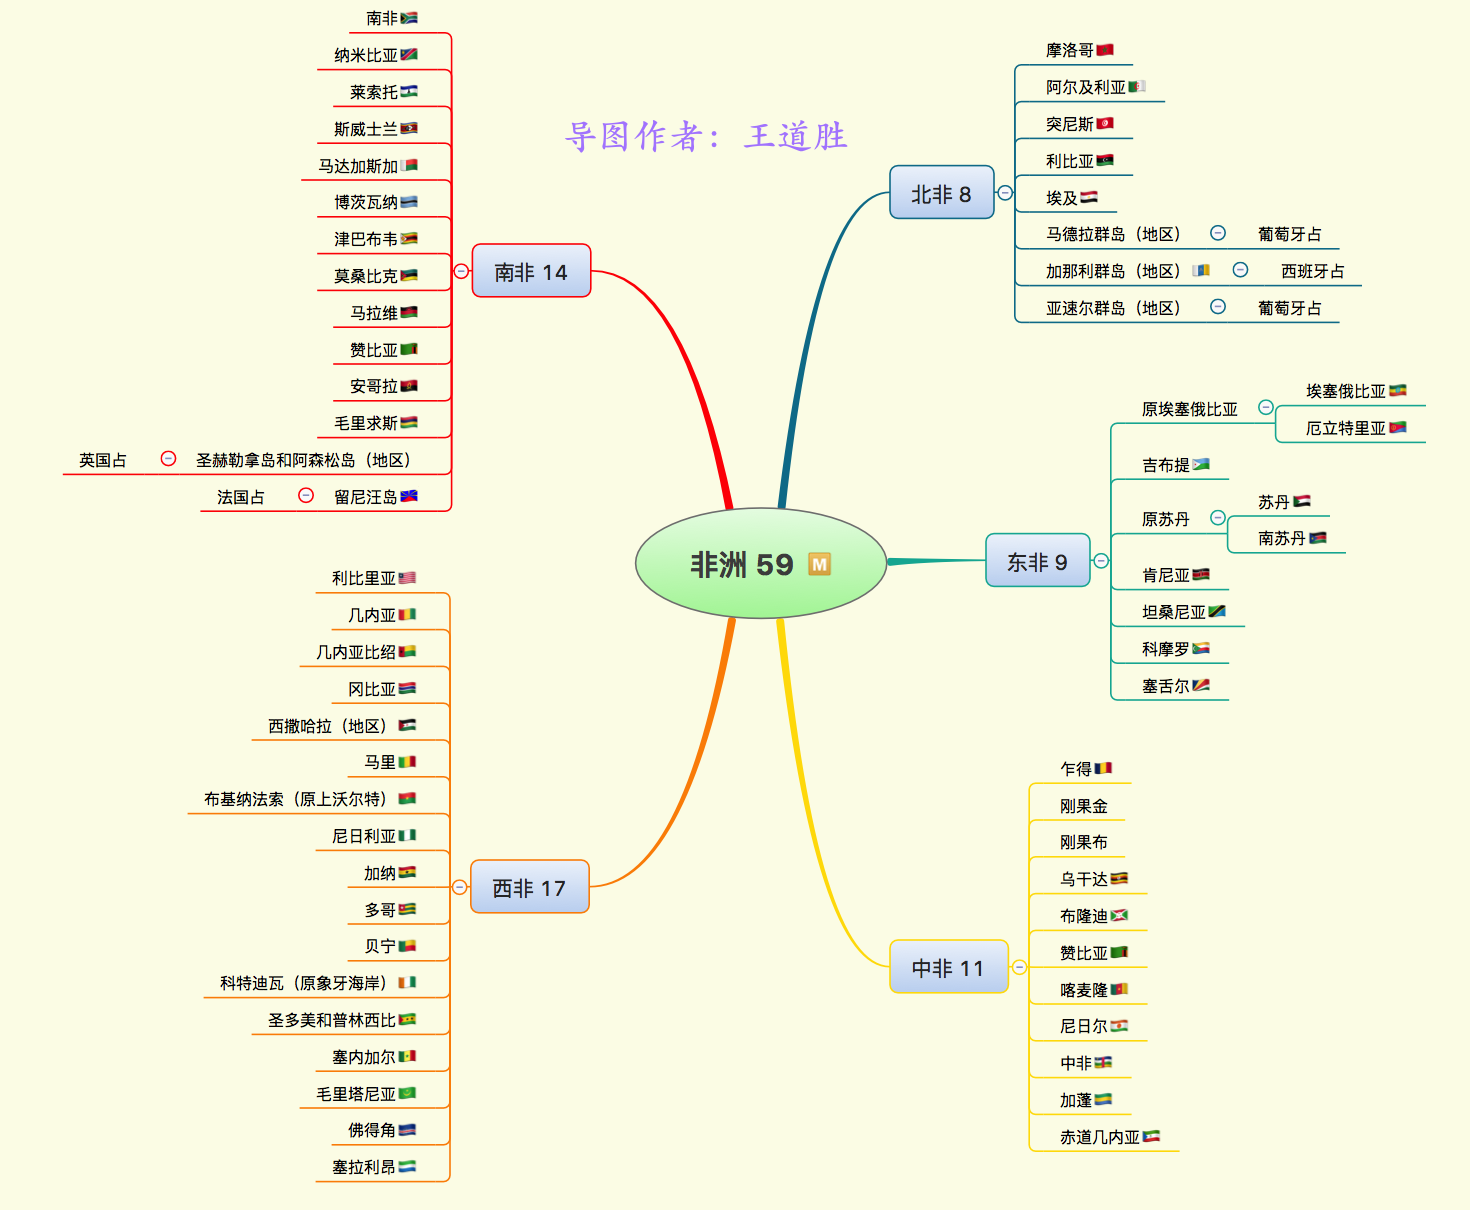 导图作者：王道胜
非洲 59
M
北非 8
摩洛哥
阿尔及利亚
突尼斯
利比亚
埃及
马德拉群岛（地区） 葡萄牙占
加那利群岛（地区） 西班牙占
亚速尔群岛（地区） 葡萄牙占
东非 9
原埃塞俄比亚
埃塞俄比亚
厄立特里亚
吉布提
原苏丹
苏丹
南苏丹
肯尼亚
坦桑尼亚
科摩罗
塞舌尔
中非 11
乍得
刚果金
刚果布
乌干达
布隆迪
赞比亚
喀麦隆
尼日尔
中非
加蓬
赤道几内亚
南非 14
南非
纳米比亚
莱索托
斯威士兰
马达加斯加
博茨瓦纳
津巴布韦
莫桑比克
马拉维
赞比亚
安哥拉
毛里求斯
英国占 圣赫勒拿岛和阿森松岛（地区）
法国占 留尼汪岛
西非 17
利比里亚
几内亚
几内亚比绍
冈比亚
西撒哈拉（地区）
马里
布基纳法索（原上沃尔特）
尼日利亚
加纳
多哥
贝宁
科特迪瓦（原象牙海岸）
圣多美和普林西比
塞内加尔
毛里塔尼亚
佛得角
塞拉利昂